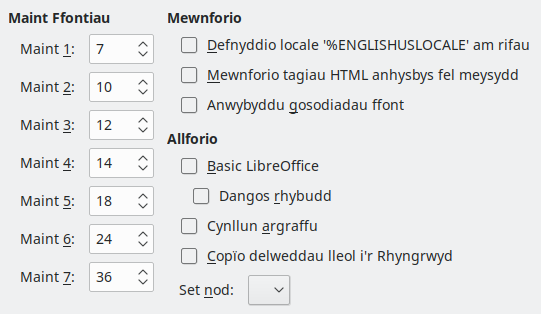 Maint Ffontiau
Maint 1: 7
Maint 2: 10
Maint 3: 12
Maint 4: 14
Maint 5: 18
Maint 6: 24
Maint 7: 36
Mewnforio
Defnyddio locale '%ENGLISHUSLOCALE' am rifau
Mewnforio tagiau HTML anhysbys fel meysydd
Anwybyddu gosodiadau ffont
Allforio
Basic LibreOffice
Dangos rhybudd
Cynllun argraffu
Copïo delweddau lleol i'r Rhyngrwyd
Set nod: